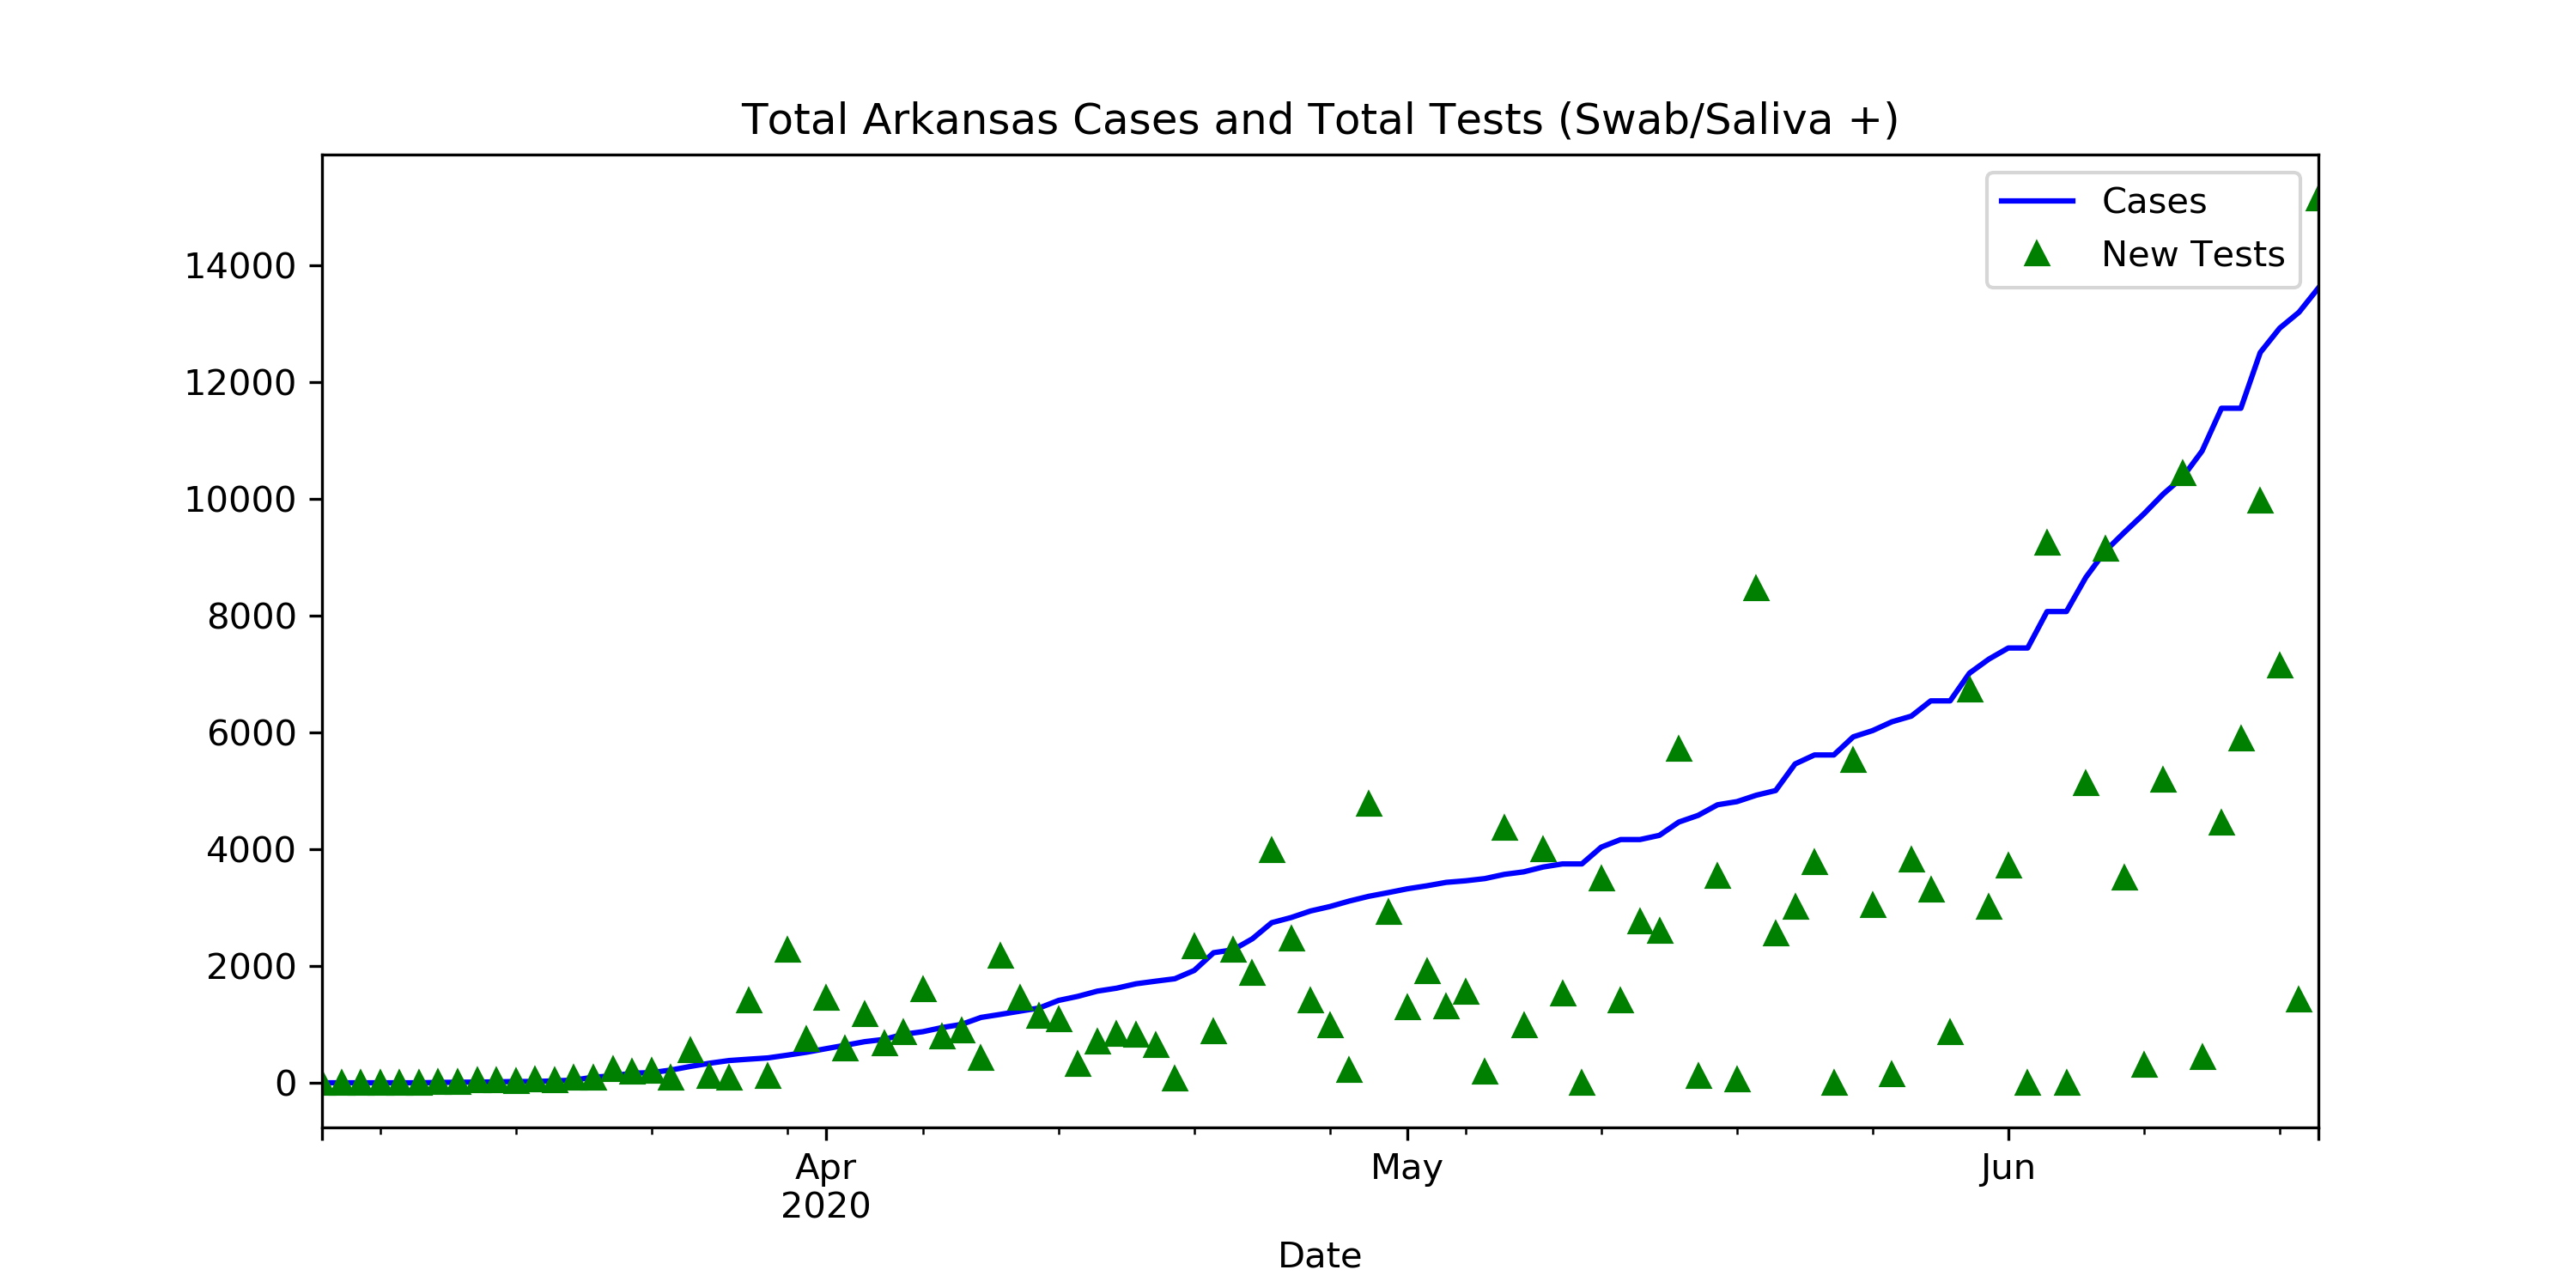 Total Arkansas Cases and Total Tests (Swab/Saliva +)
Cases
New Tests
14000
12000
10000
8000
6000
4000
2000
0
Apr May Jun
2020
Date